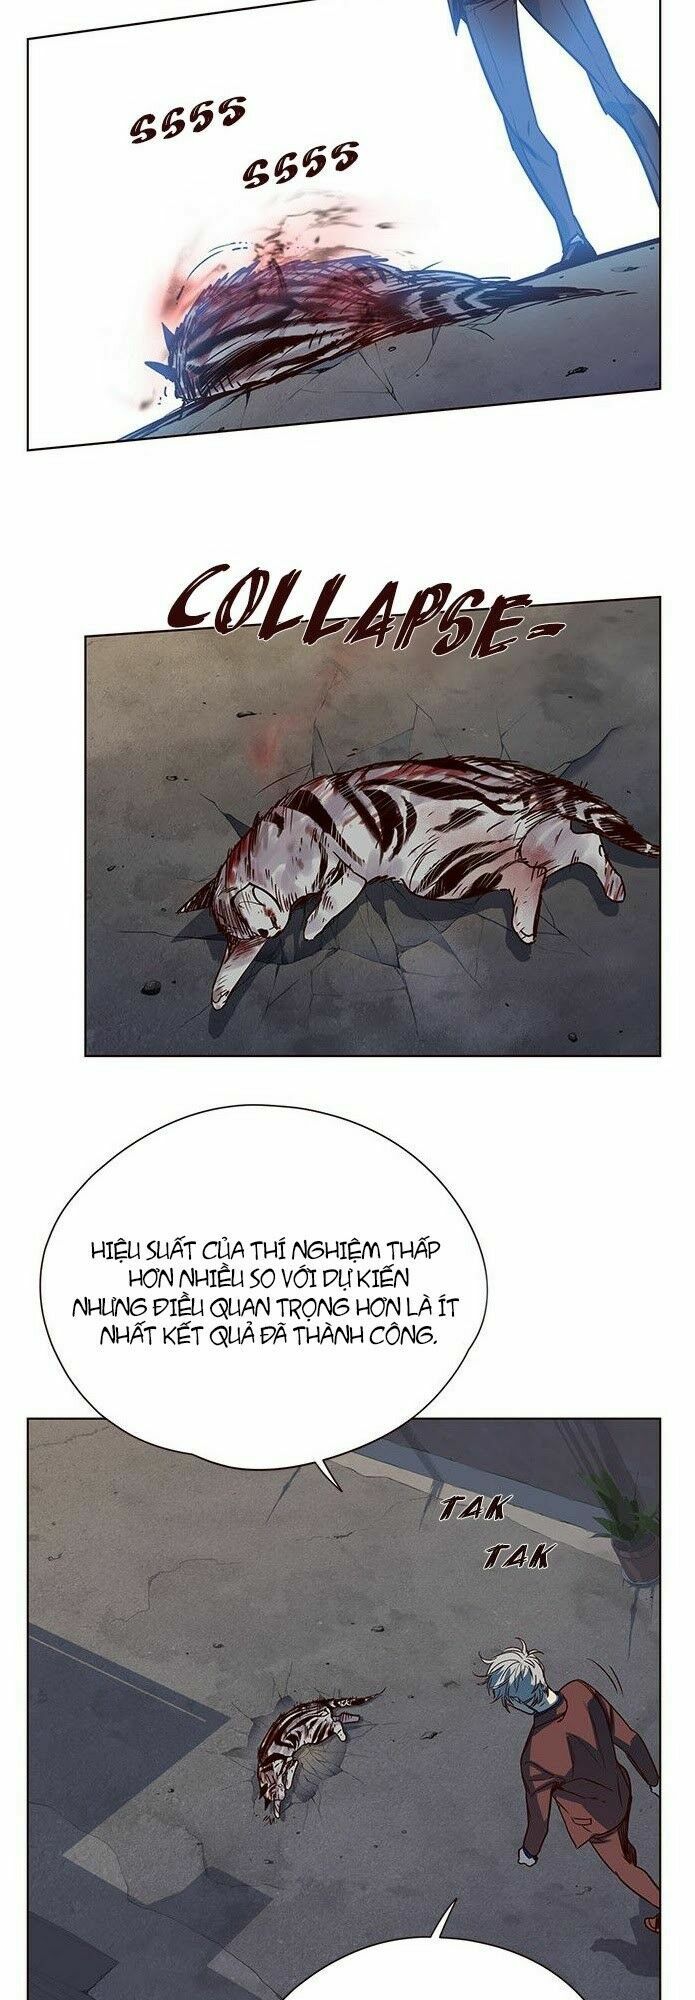 SSSS
SSSS
COLLAPSE-
HIỆU SUẤT CỦA THÍ NGHIỆM THẤP
HƠN NHIỀU SO VỚI DỰ KIẾN
NHƯNG ĐIỀU QUAN TRỌNG HƠN LÀ ÍT
NHẤT KẾT QUẢ ĐÃ THÀNH CÔNG.
TAK
TAK